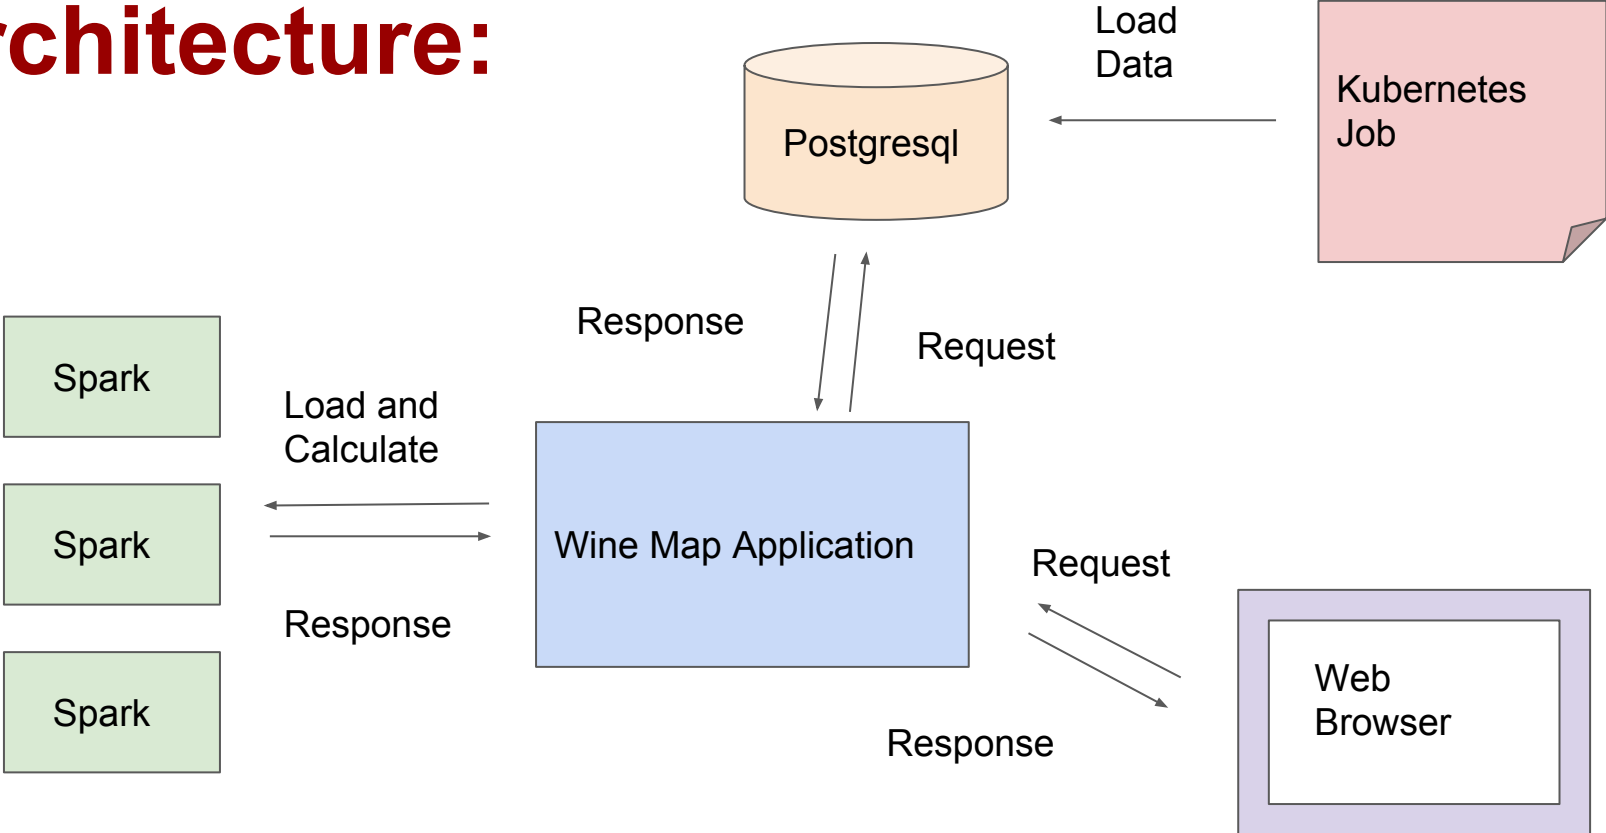 rchitecture:
Load
Data
Kubernetes
Job
Postgresql
Response
Request
Spark
Load and
Calculate
Spark
Wine Map Application
Request
Response
Spark
Web
Browser
Response